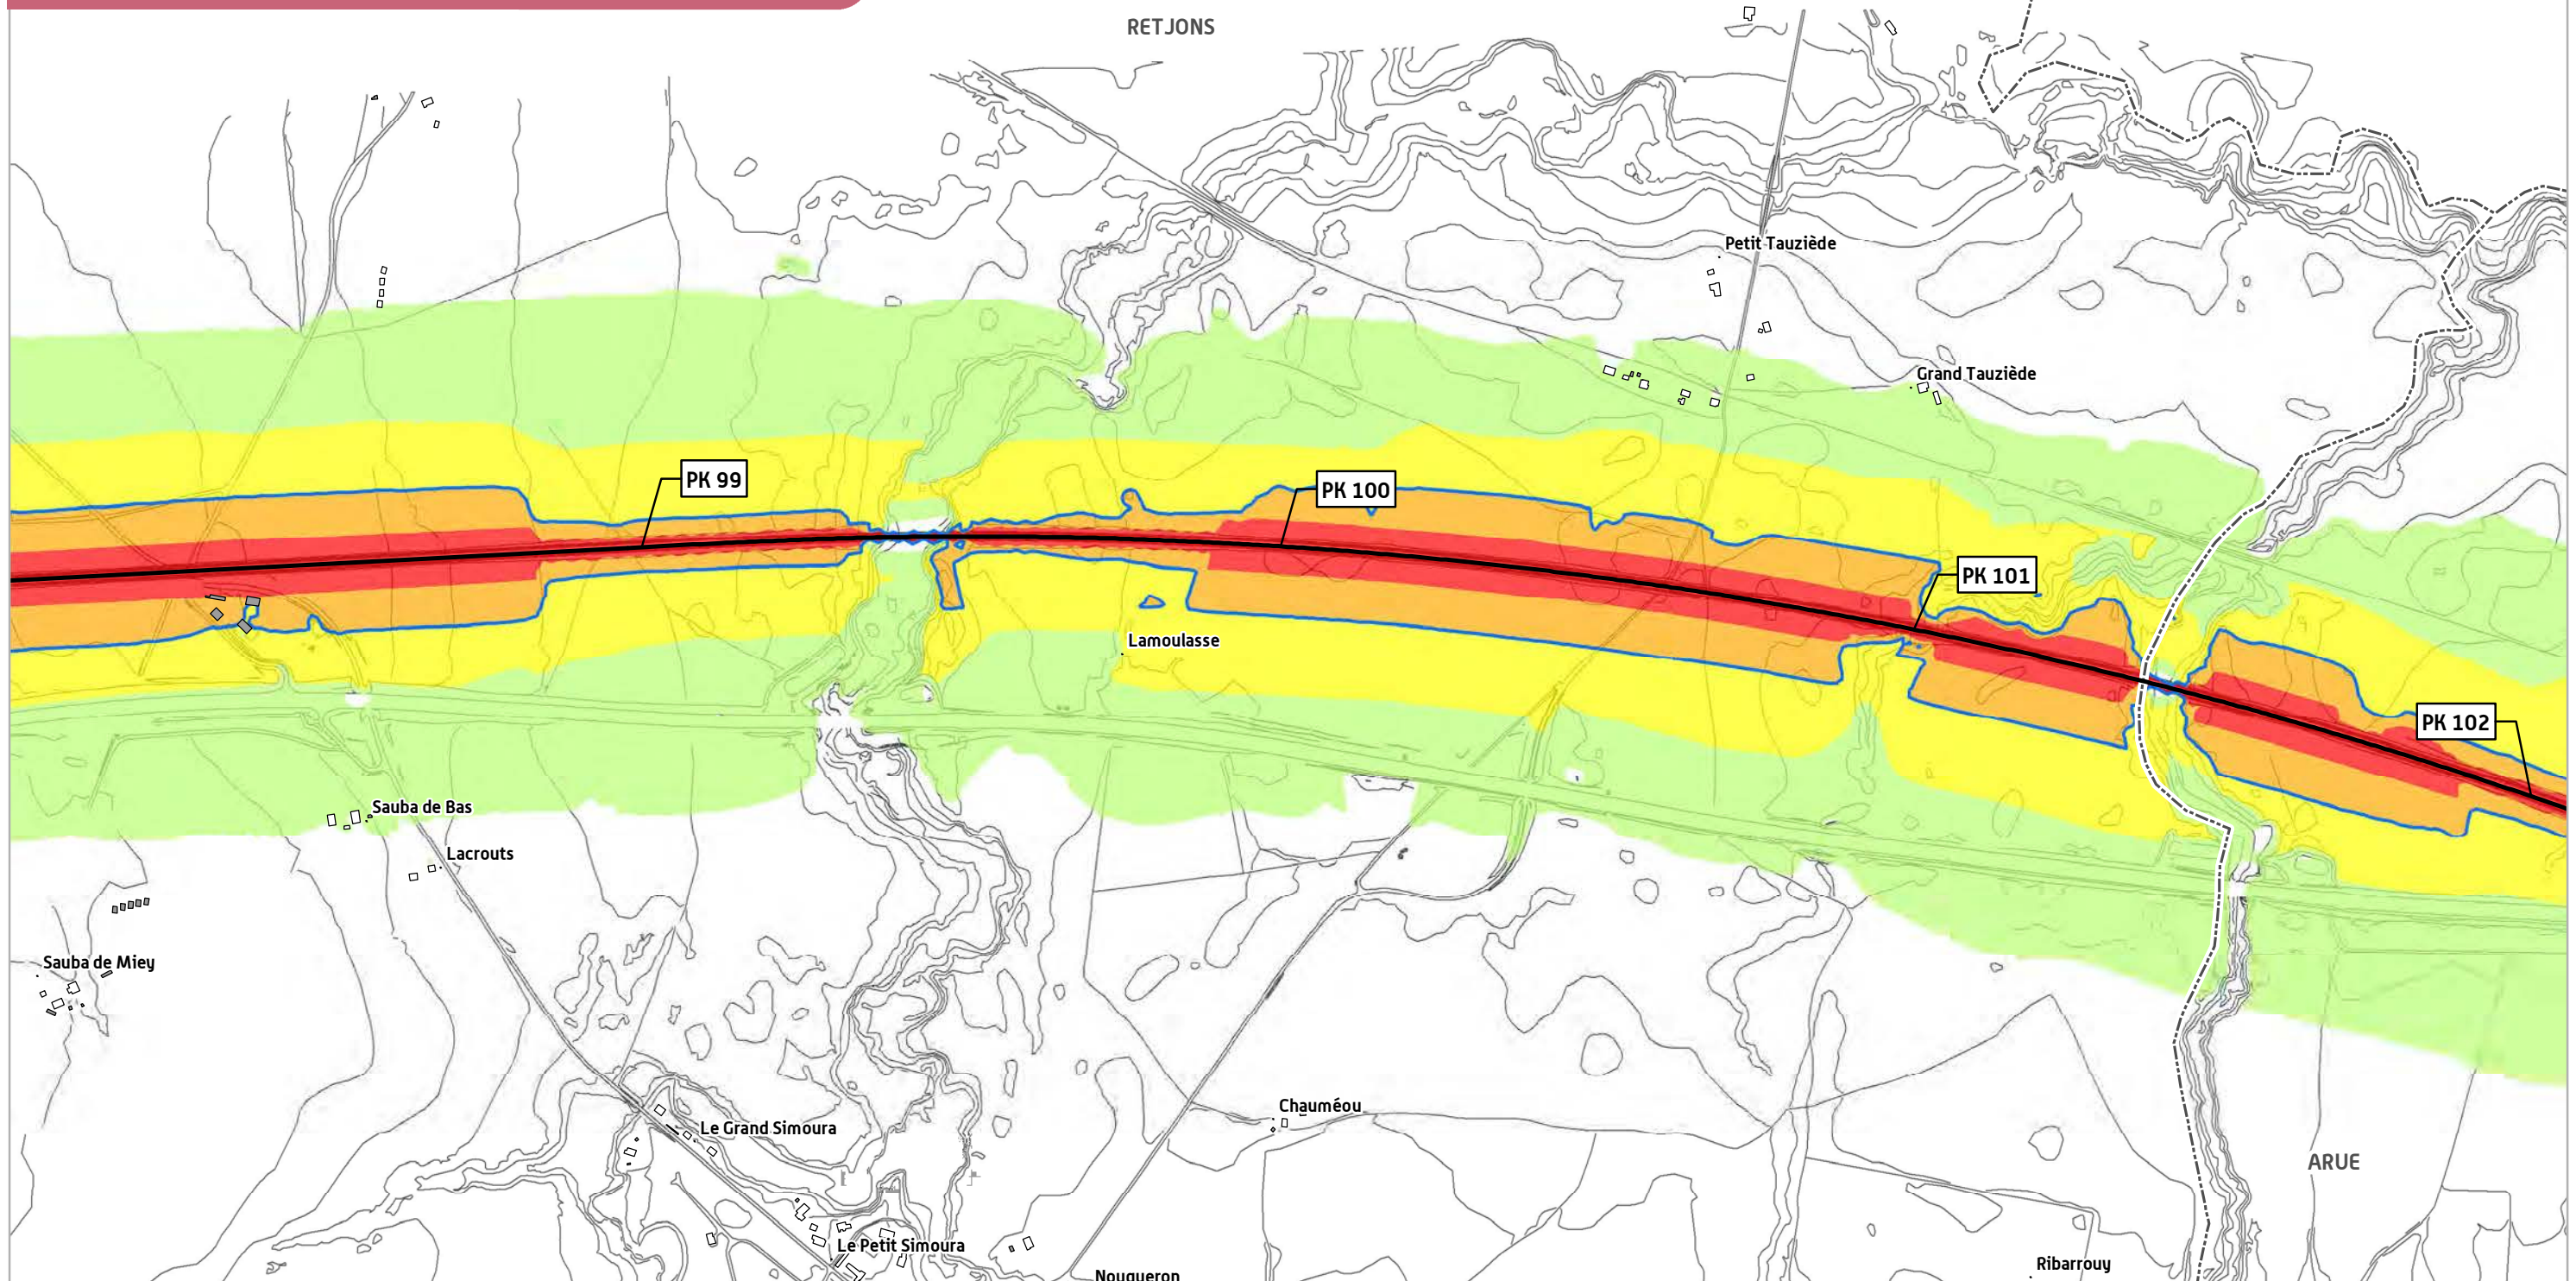 RETJONS
Petit Tauziède
Grand Tauziède
PK 99
PK 100
PK 101
Lamoulasse
PK 102
Sauba de Bas
Lacrouts
Sauba de Miey
Chauméou
Le Grand Simoura
ARUE
Le Petit Simoura
Ribarrouy
Nouqueron